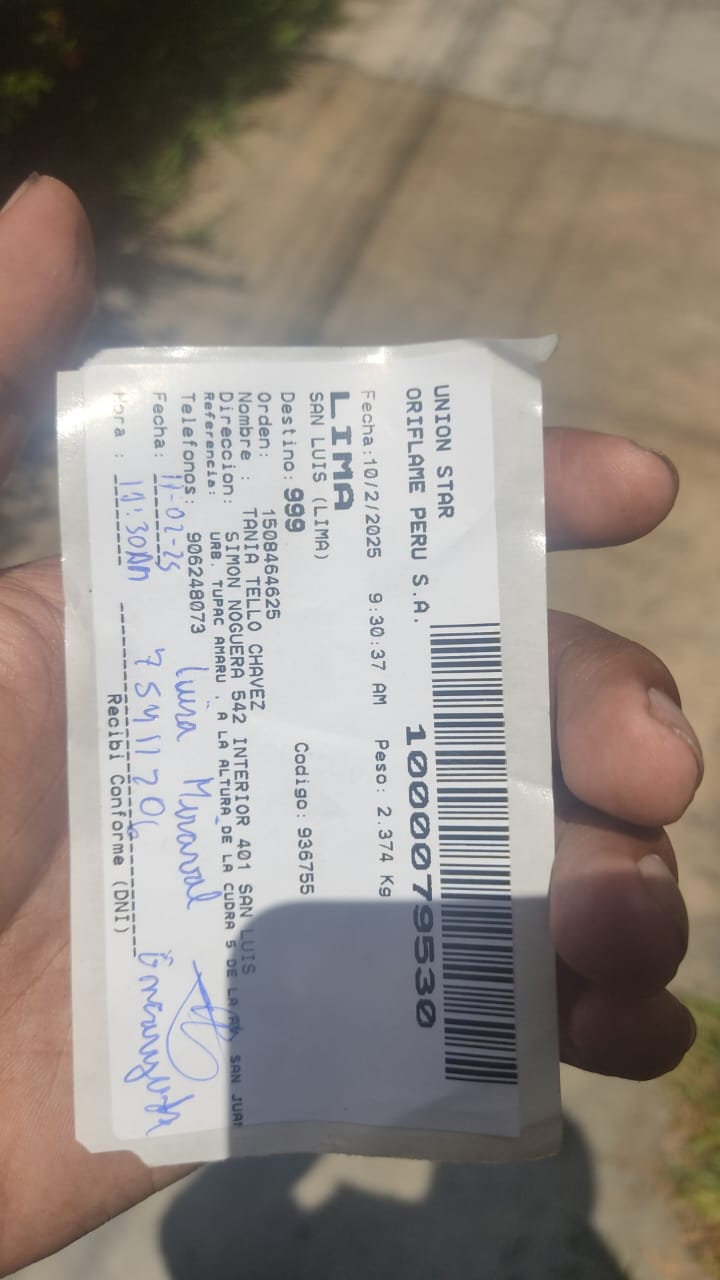 UNION STAR
ORIFLAME PERU S.A.
1000079530
Fecha:10/2/2025 9:30:37 AM Peso: 2.374 Kg
LIMA
SAN LUIS (LIMA)
Destino: 999 Codigo: 936755
Orden: 1508464625
Nombre : TANIA TELLO CHAVEZ
Direccion: SIMON NOGUERA 542 INTERIOR 401 SAN LUIS
Referencia: URB. TUPAC AMARU , A LA ALTURA DE LA CUDRA 5 DE LA AV SAN JUAN
Telefonos: 906248073
Luisa
Fecha: 11-02-25
Hora : 11:30AM
Recibi Conforme (DNI)